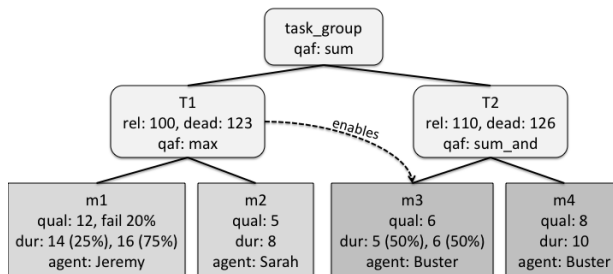 task_group
qaf: sum
T1
rel: 100, dead: 123
qaf: max
enables
T2
rel: 110, dead: 126
qaf: sum_and
m1
qual: 12, fail 20%
dur: 14 (25%), 16 (75%)
agent: Jeremy
m2
qual: 5
dur: 8
agent: Sarah
m3
qual: 6
dur: 5 (50%), 6 (50%)
agent: Buster
m4
qual: 8
dur: 10
agent: Buster